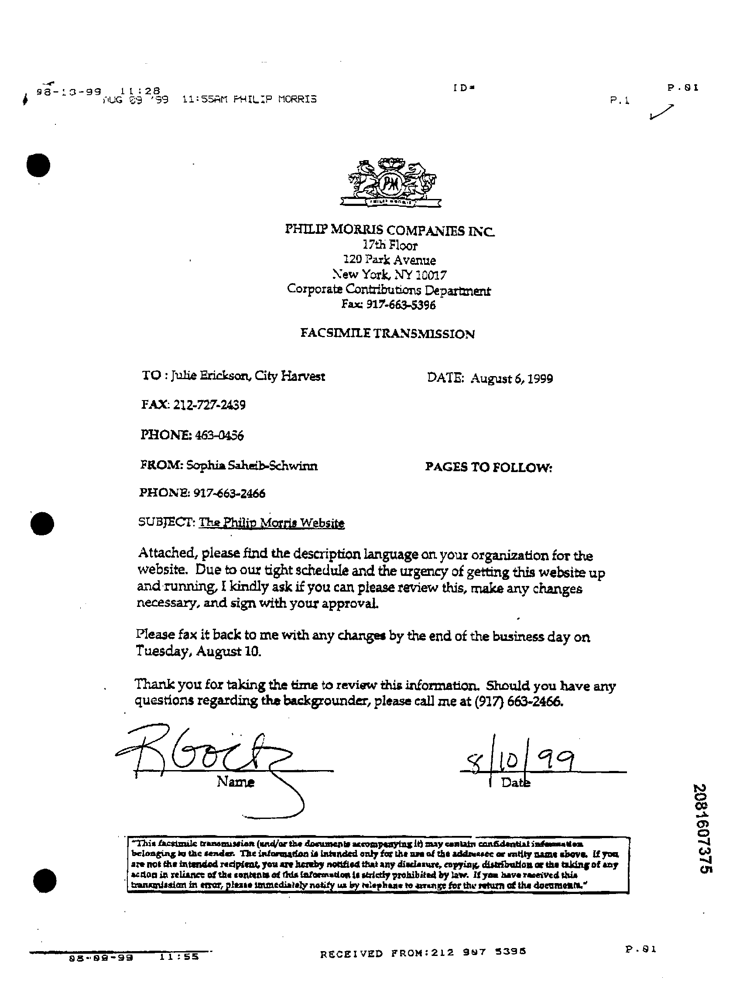 98-10-99 11:28 ID= P.01
AUG 09 '99 11:55AM PHILIP MORRIS P.1
PM
PHILIP MORRIS
PHILIP MORRIS COMPANIES INC.
17th Floor
120 Park Avenue
New York, NY 10017
Corporate Contributions Department
Fax: 917-663-5396
FACSIMILE TRANSMISSION
TO : Julie Erickson, City Harvest DATE: August 6, 1999
FAX: 212-727-2439
PHONE: 463-0456
FROM: Sophia Saheib-Schwinn PAGES TO FOLLOW:
PHONE: 917-663-2466
SUBJECT: The Philip Morris Website
Attached, please find the description language on your organization for the
website. Due to our tight schedule and the urgency of getting this website up
and running, I kindly ask if you can please review this, make any changes
necessary, and sign with your approval.
Please fax it back to me with any changes by the end of the business day on
Tuesday, August 10.
Thank you for taking the time to review this information. Should you have any
questions regarding the backgrounder, please call me at (917) 663-2466.
8/10/99
Name Date
"This facsimile transmission (and/or the documents accompanying it) may contain confidential information
belonging to the sender. The information is intended only for the use of the addressee or entity name above. If you
are not the intended recipient, you are hereby notified that any disclosure, copying, distribution or the taking of any
action in reliance of the contents of this information is strictly prohibited by law. If you have received this
transmission in error, please immediately notify us by telephone to arrange for the return of the documents."
2081607375
08-09-99 11:55 RECEIVED FROM:212 907 5396 P.01